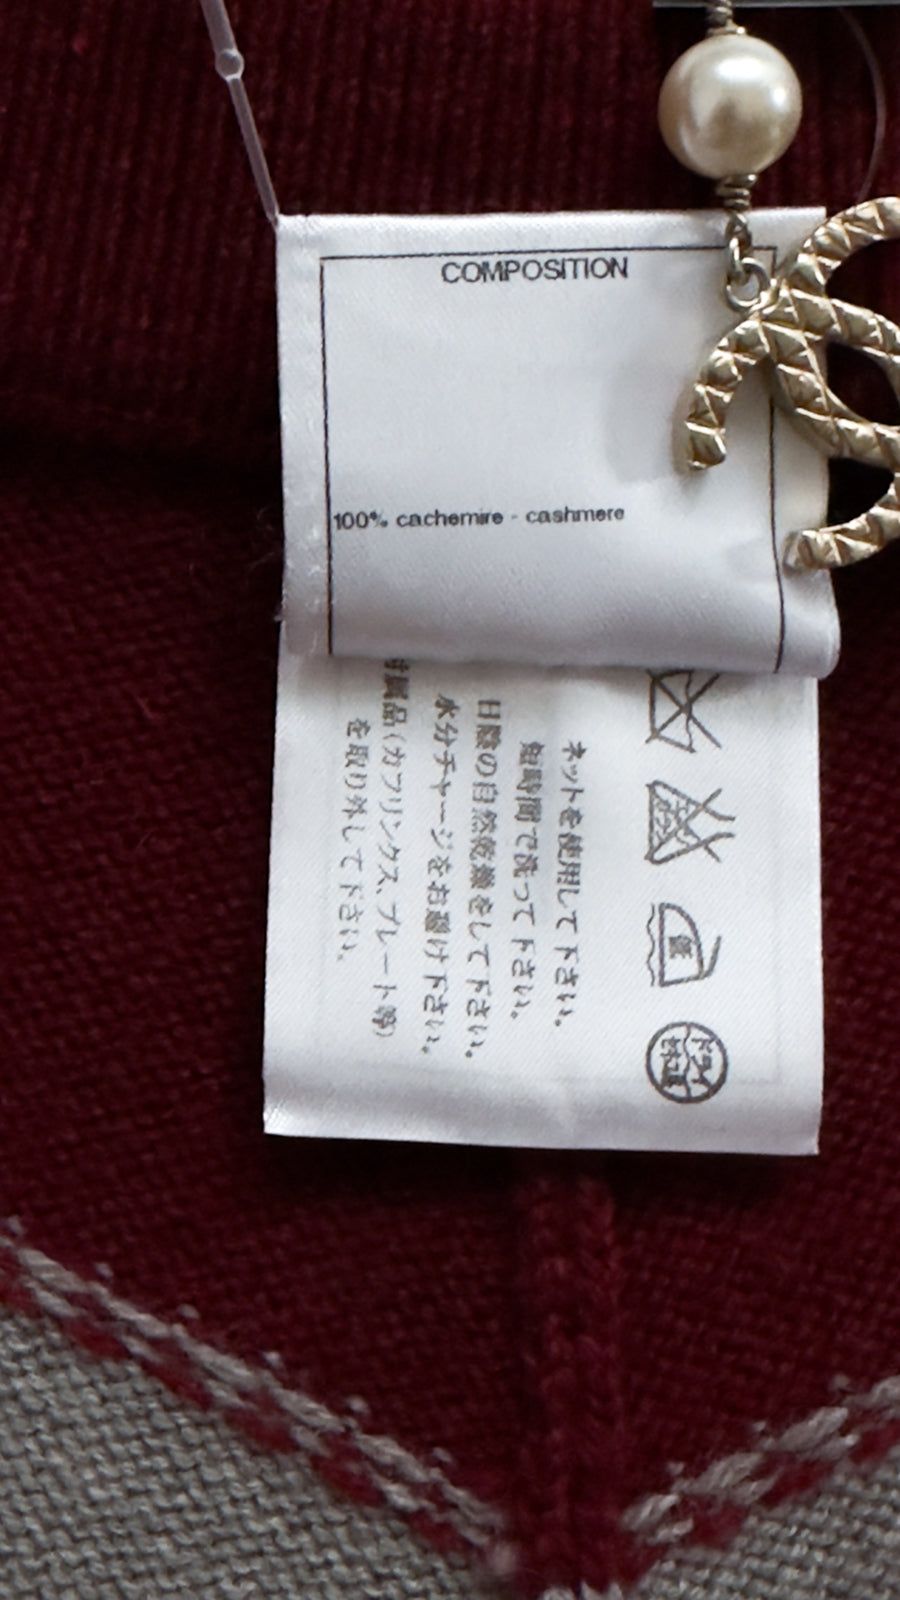 COMPOSITION
100% cachemire - cashmere
ネットを使用して下さい。
短時間で洗って下さい。
日陰の自然乾燥をして下さい。
水分チャージをお避け下さい。
付属品(カフリンクス、プレート等)
を取り外して下さい。
ドライ